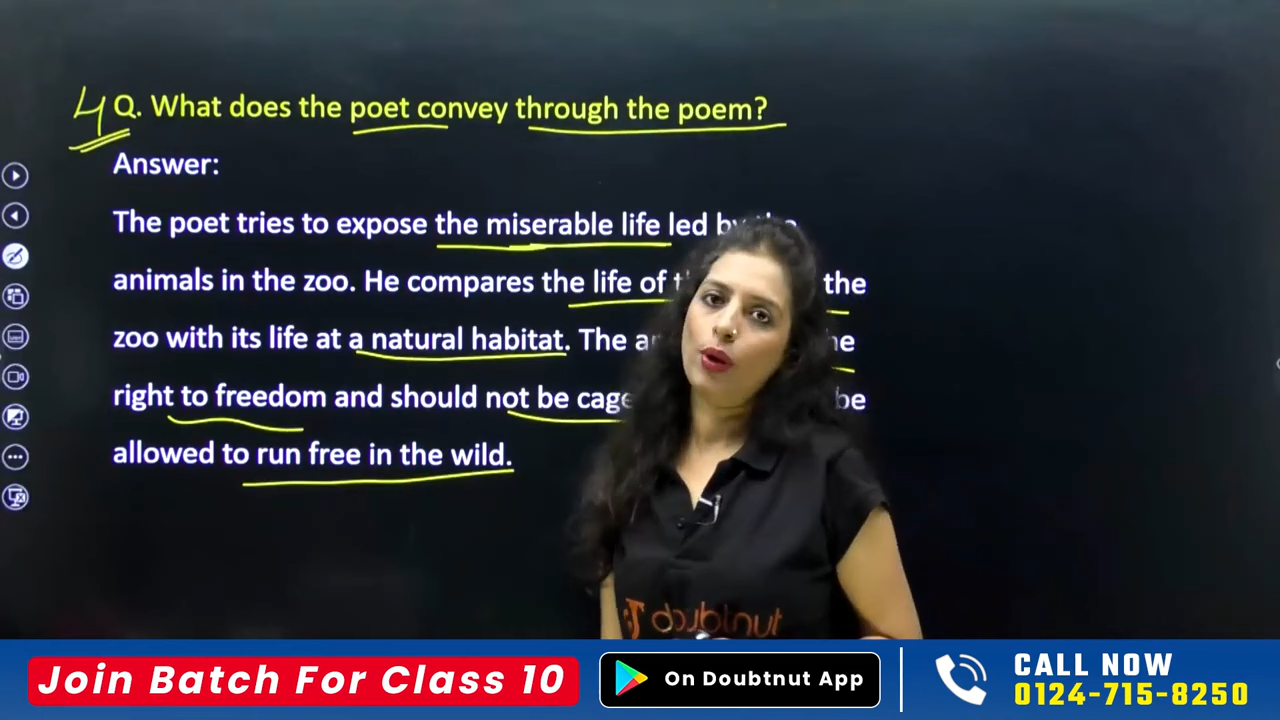 4
Q. What does the poet convey through the poem?
Answer:
The poet tries to expose the miserable life led by the
animals in the zoo. He compares the life of the
zoo with its life at a natural habitat. The
right to freedom and should not be be
allowed to run free in the wild.
doubtnut
Join Batch For Class 10
On Doubtnut App
CALL NOW
0124-715-8250